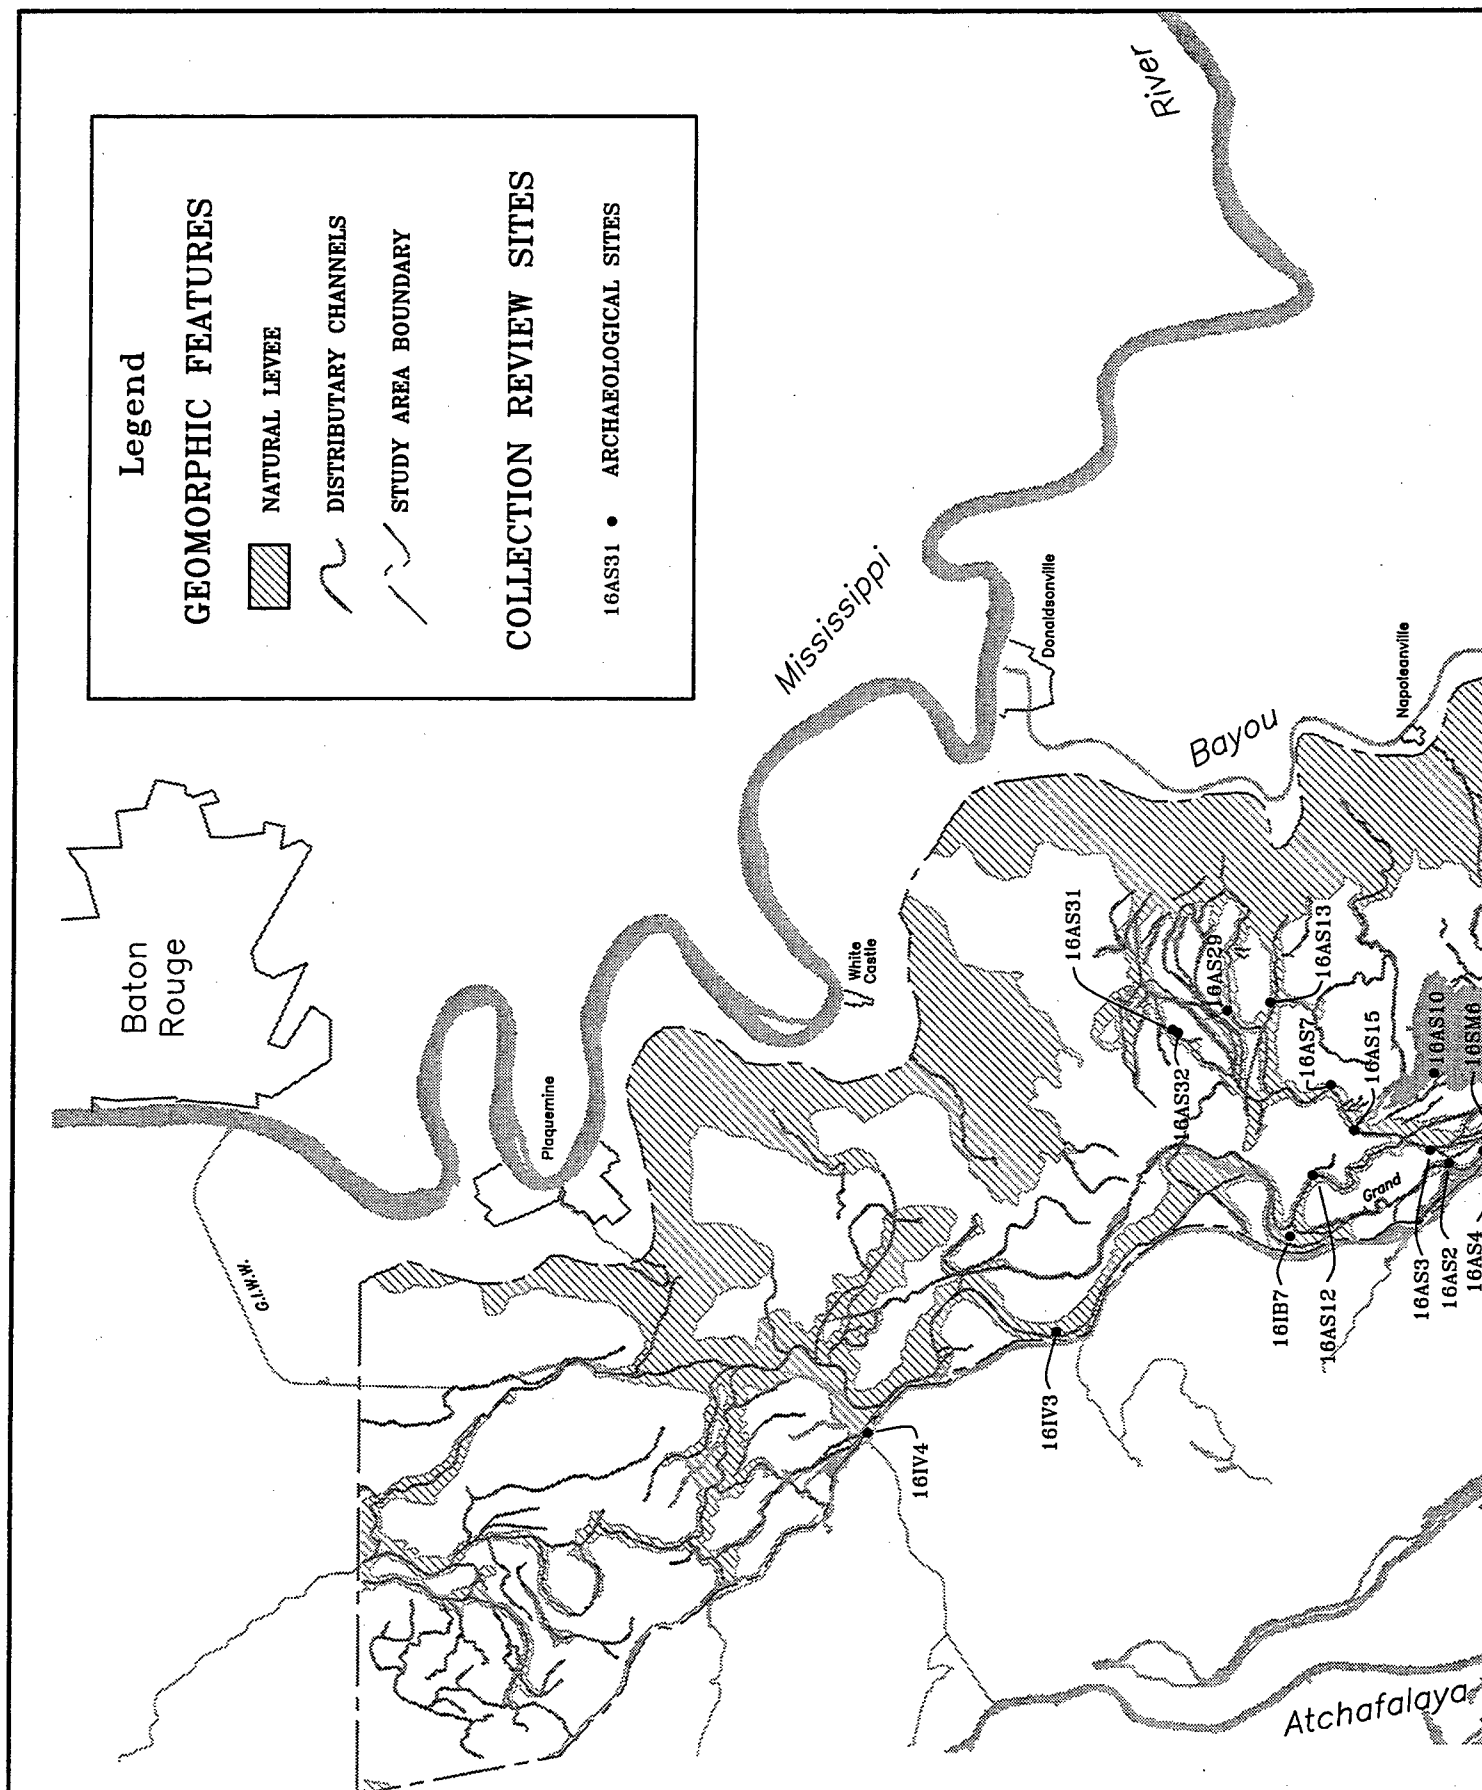 Legend
GEOMORPHIC FEATURES
NATURAL LEVEE
DISTRIBUTARY CHANNELS
STUDY AREA BOUNDARY
COLLECTION REVIEW SITES
16AS31 ARCHAEOLOGICAL SITES
River
Mississippi
Baton
Rouge
Donaldsonville
Napoleanville
Bayou
White
Castle
Plaquemine
G.I.W.W.
16AS31
16AS29
16AS13
16AS32
16AS7
16AS15
16AS10
16SM6
Grand
16IB7
16AS12
16AS3
16AS2
16AS4
16IV3
16IV4
Atchafalaya